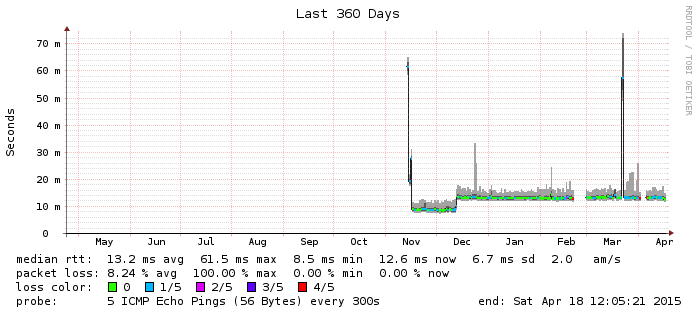 Last 360 Days
RRDTOOL / TOBI OETIKER
Seconds
70 m
60 m
50 m
40 m
30 m
20 m
10 m
0
May Jun Jul Aug Sep Oct Nov Dec Jan Feb Mar Apr
median rtt: 13.2 ms avg 61.5 ms max 8.5 ms min 12.6 ms now 6.7 ms sd 2.0 am/s
packet loss: 8.24 % avg 100.00 % max 0.00 % min 0.00 % now
loss color: 0 1/5 2/5 3/5 4/5
probe: 5 ICMP Echo Pings (56 Bytes) every 300s end: Sat Apr 18 12:05:21 2015